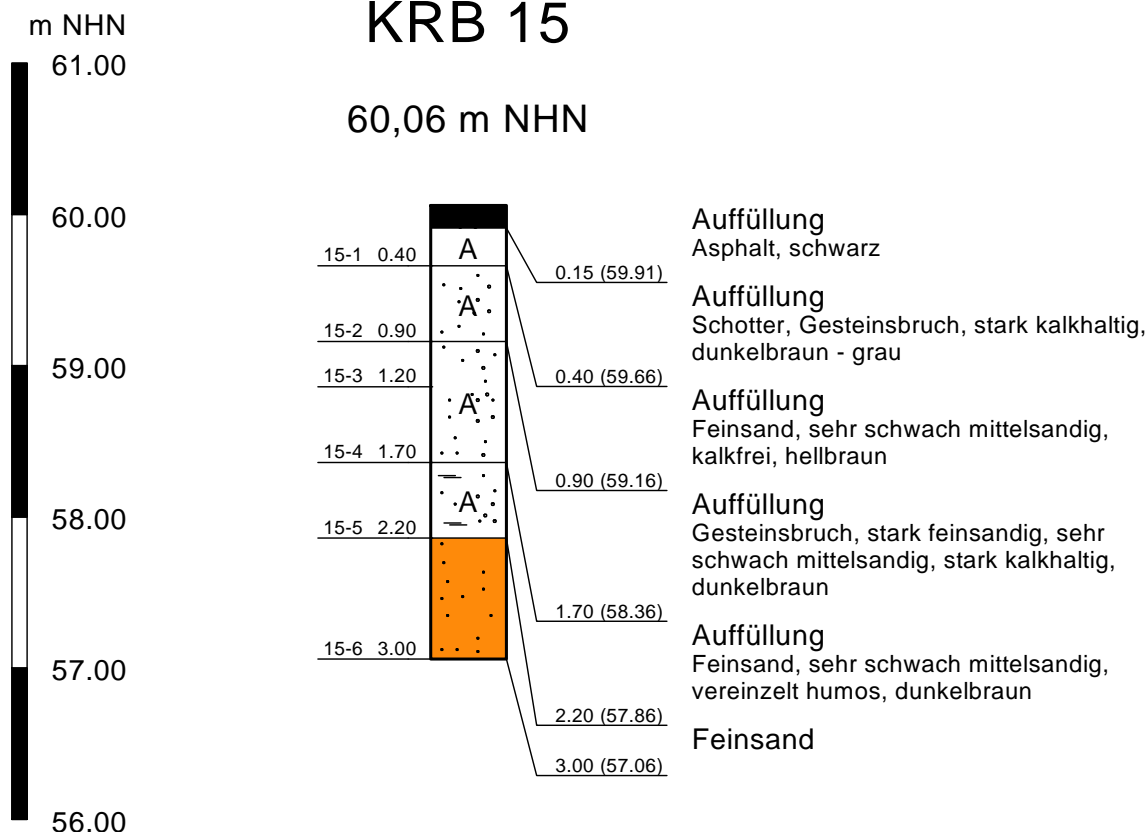 m NHN
KRB 15
60,06 m NHN
61.00
60.00
59.00
58.00
57.00
56.00
15-1 0.40
15-2 0.90
15-3 1.20
15-4 1.70
15-5 2.20
15-6 3.00
A
A
A
A
0.15 (59.91)
0.40 (59.66)
0.90 (59.16)
1.70 (58.36)
2.20 (57.86)
3.00 (57.06)
Auffüllung
Asphalt, schwarz
Auffüllung
Schotter, Gesteinsbruch, stark kalkhaltig,
dunkelbraun - grau
Auffüllung
Feinsand, sehr schwach mittelsandig,
kalkfrei, hellbraun
Auffüllung
Gesteinsbruch, stark feinsandig, sehr
schwach mittelsandig, stark kalkhaltig,
dunkelbraun
Auffüllung
Feinsand, sehr schwach mittelsandig,
vereinzelt humos, dunkelbraun
Feinsand